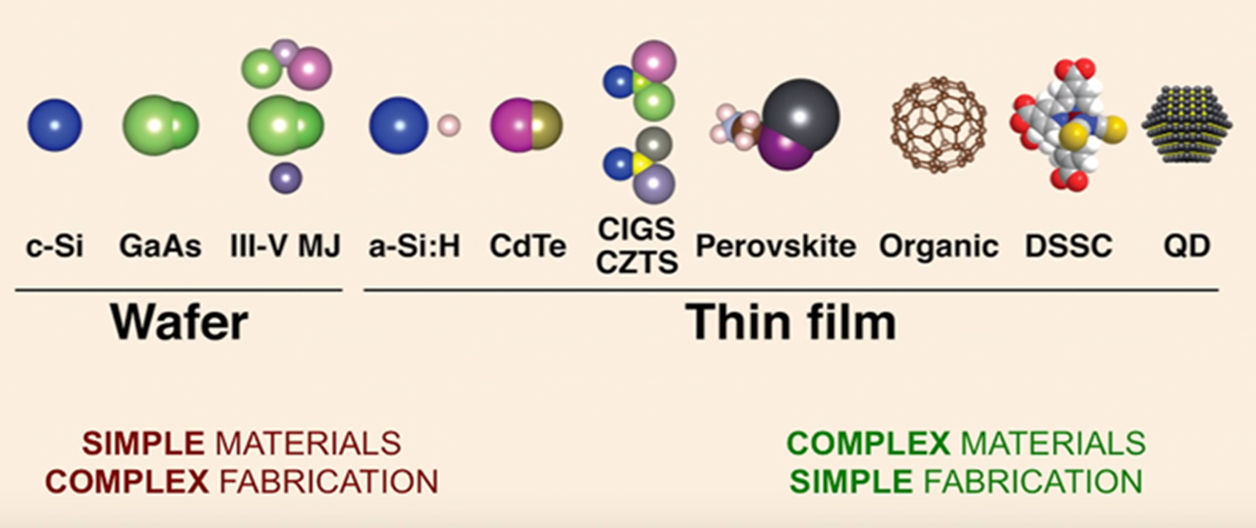 c-Si GaAs III-V MJ a-Si:H CdTe CIGS CZTS Perovskite Organic DSSC QD
Wafer Thin film
SIMPLE MATERIALS
COMPLEX FABRICATION
COMPLEX MATERIALS
SIMPLE FABRICATION